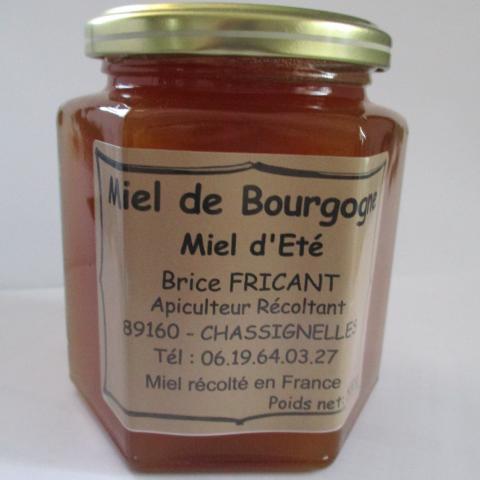 Miel de Bourgogne
Miel d'Eté
Brice FRICANT
Apiculteur Récoltant
89160 - CHASSIGNELLES
Tél : 06.19.64.03.27
Miel récolté en France
Poids net: